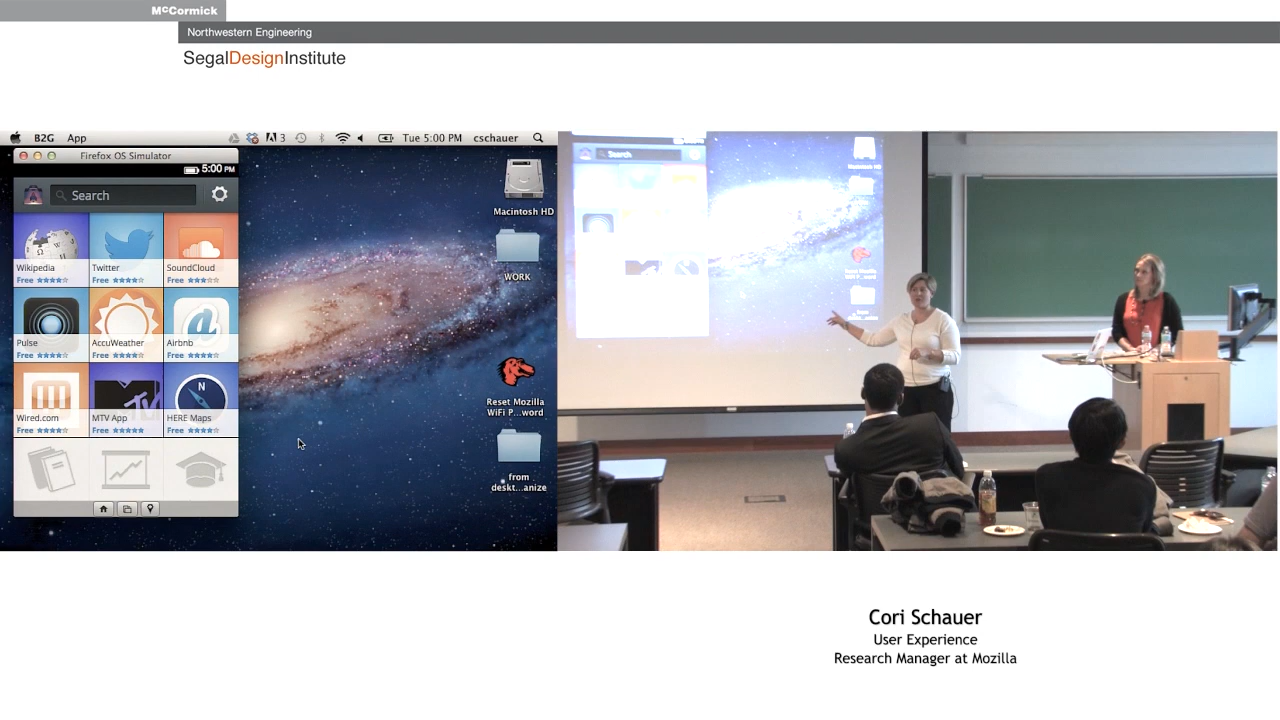 McCormick
Northwestern Engineering
SegalDesignInstitute
B2G App 3 Tue 5:00 PM cschauer
Firefox OS Simulator
5:00 PM
Search
Wikipedia Twitter SoundCloud
Free Free Free
Pulse AccuWeather Airbnb
Free Free Free
Wired.com MTV App HERE Maps
Free Free Free
Macintosh HD
WORK
Reset Mozilla
WiFi P...word
from
deskt...anize
Search
Macintosh HD
Cori Schauer
User Experience
Research Manager at Mozilla